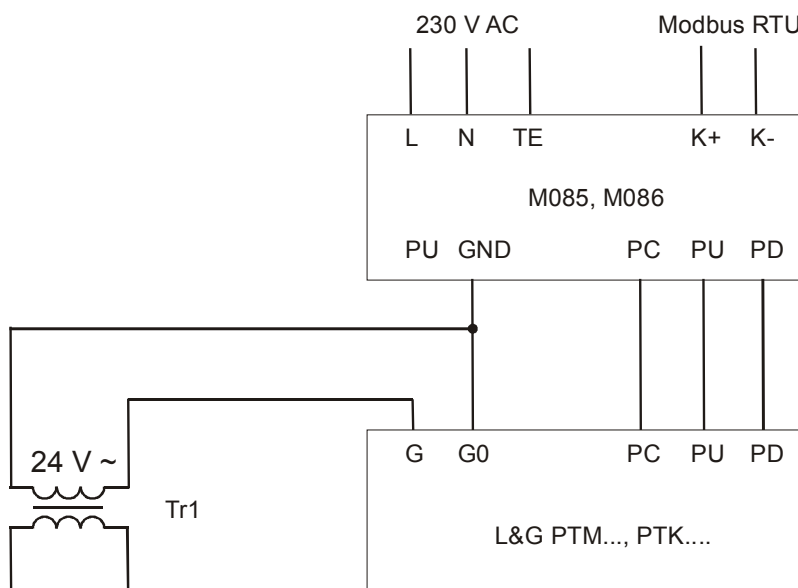 230 V AC Modbus RTU
L N TE K+ K-
M085, M086
PU GND PC PU PD
G G0 PC PU PD
24 V ~
Tr1
L&G PTM..., PTK....